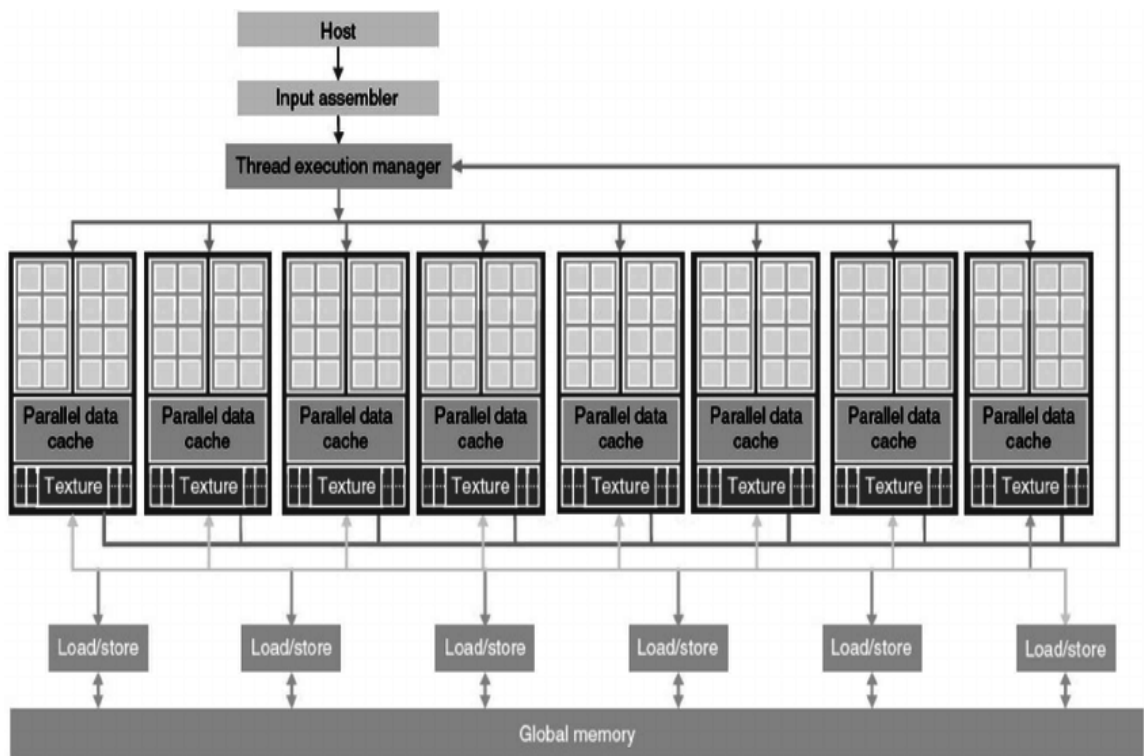 Host
Input assembler
Thread execution manager
Parallel data
cache
Parallel data
cache
Parallel data
cache
Parallel data
cache
Parallel data
cache
Parallel data
cache
Parallel data
cache
Parallel data
cache
Texture
Texture
Texture
Texture
Texture
Texture
Texture
Texture
Load/store
Load/store
Load/store
Load/store
Load/store
Load/store
Global memory